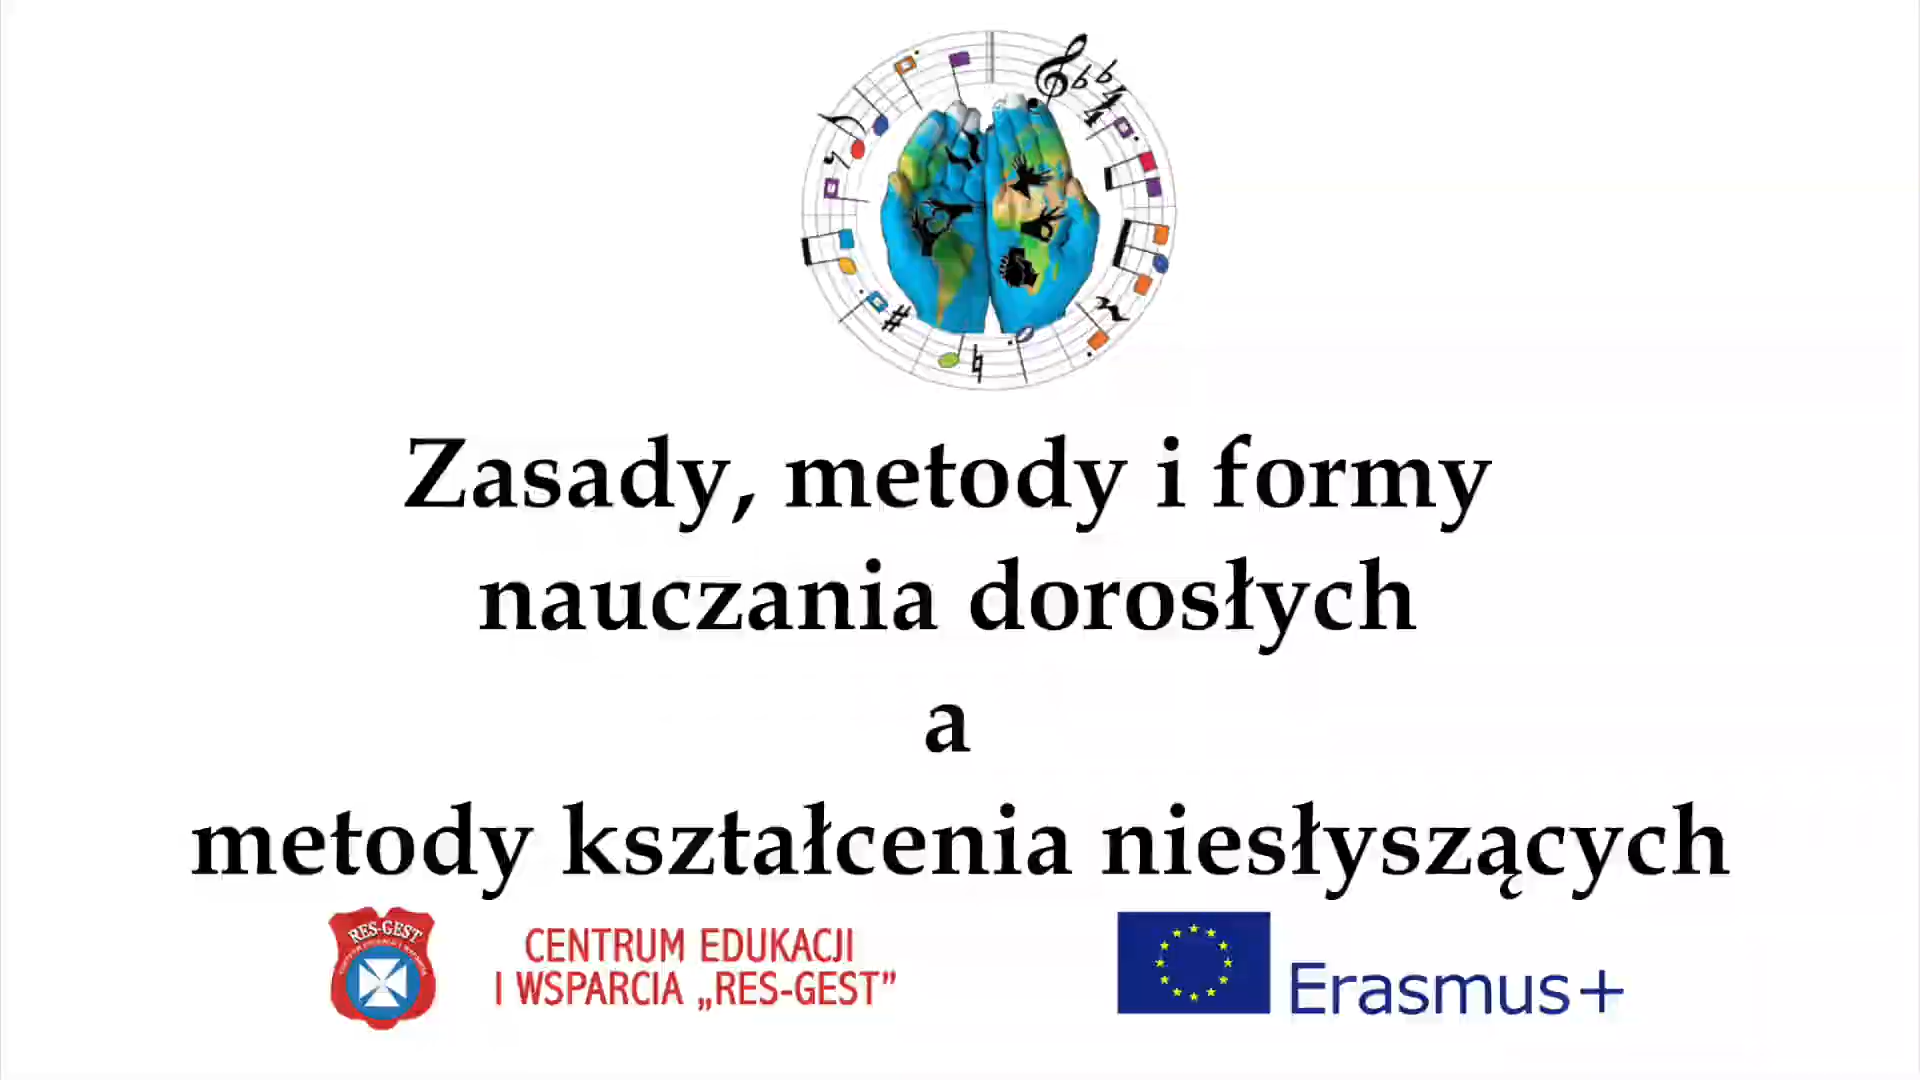 Zasady, metody i formy
nauczania dorosłych
a
metody kształcenia niesłyszących
RES-GEST
CENTRUM EDUKACJI
I WSPARCIA „RES-GEST”
Erasmus+